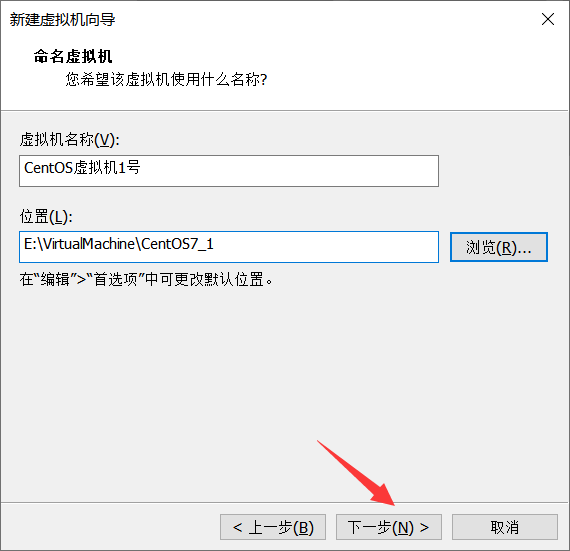 新建虚拟机向导
命名虚拟机
您希望该虚拟机使用什么名称?
虚拟机名称(V):
CentOS虚拟机1号
位置(L):
E:\VirtualMachine\CentOS7_1
浏览(R)...
在“编辑”>“首选项”中可更改默认位置。
< 上一步(B) 下一步(N) > 取消